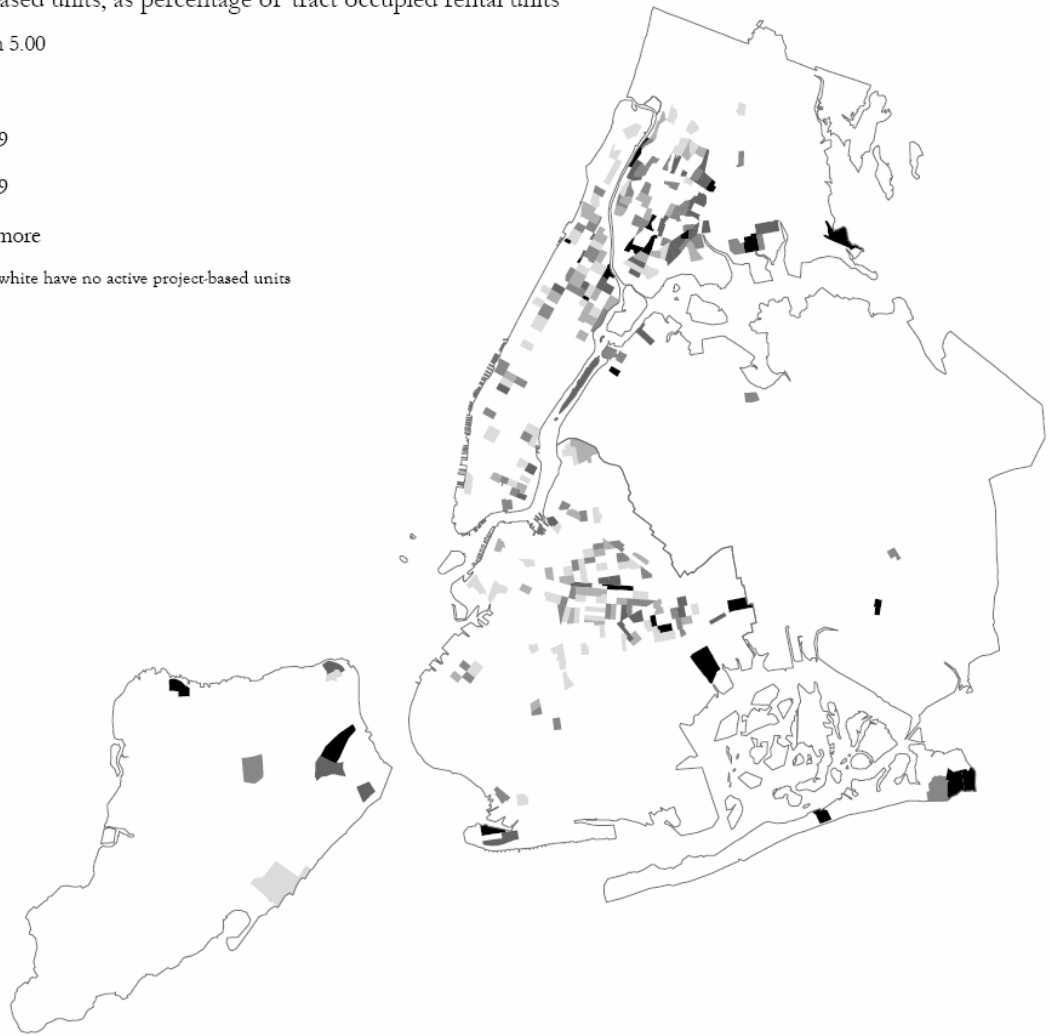 ased units, as percentage of tract occupied rental units
n 5.00
9
9
more
white have no active project-based units